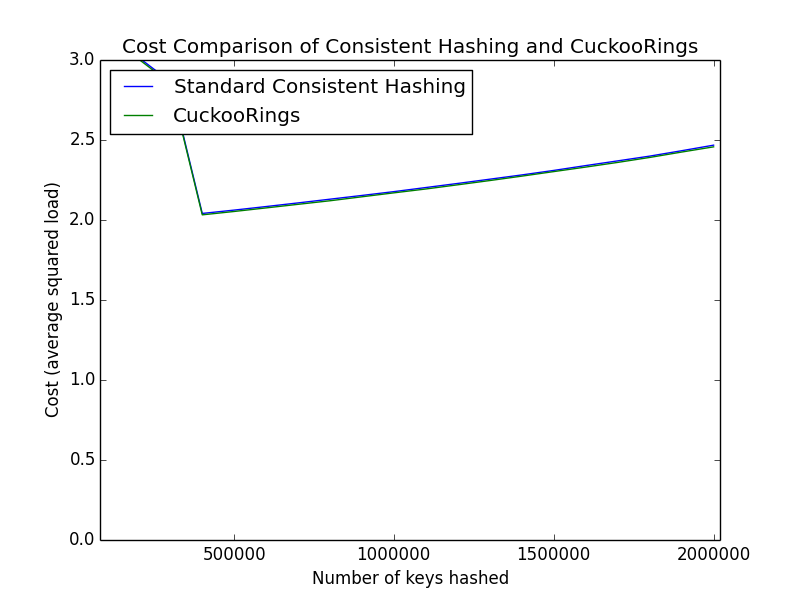 Cost Comparison of Consistent Hashing and CuckooRings
3.0
Standard Consistent Hashing
CuckooRings
2.5
2.0
1.5
1.0
0.5
0.0
Cost (average squared load)
500000 1000000 1500000 2000000
Number of keys hashed